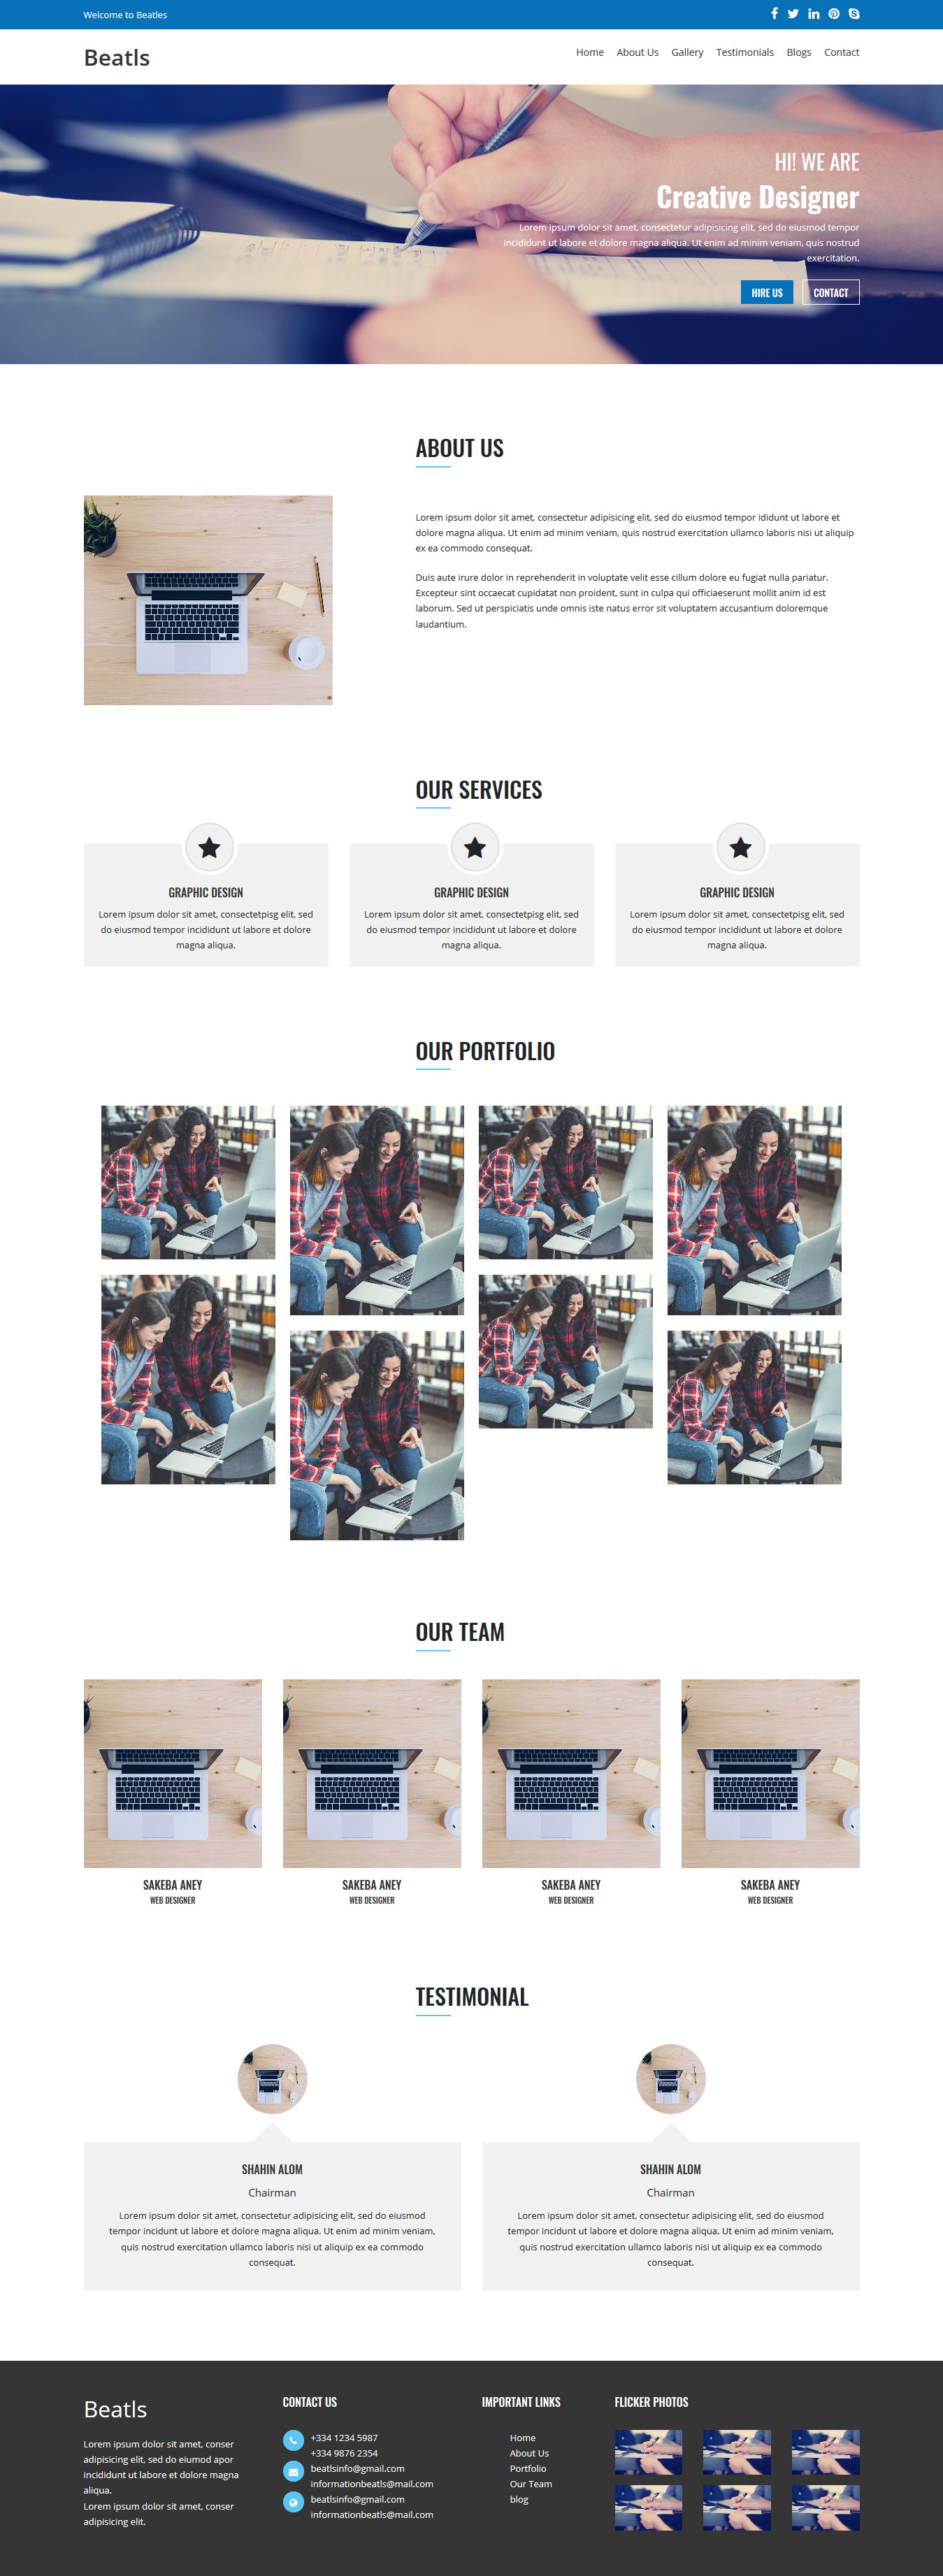 Welcome to Beatles
Beatls
Home About Us Gallery Testimonials Blogs Contact
HI! WE ARE
Creative Designer
Lorem ipsum dolor sit amet, consectetur adipisicing elit, sed do eiusmod tempor
incididunt ut labore et dolore magna aliqua. Ut enim ad minim veniam, quis nostrud
exercitation.
HIRE US CONTACT
ABOUT US
Lorem ipsum dolor sit amet, consectetur adipisicing elit, sed do eiusmod tempor ididunt ut labore et
dolore magna aliqua. Ut enim ad minim veniam, quis nostrud exercitation ullamco laboris nisi ut aliquip
ex ea commodo consequat.
Duis aute irure dolor in reprehenderit in voluptate velit esse cillum dolore eu fugiat nulla pariatur.
Excepteur sint occaecat cupidatat non proident, sunt in culpa qui officiaeserunt mollit anim id est
laborum. Sed ut perspiciatis unde omnis iste natus error sit voluptatem accusantium doloremque
laudantium.
OUR SERVICES
GRAPHIC DESIGN
Lorem ipsum dolor sit amet, consectetpisg elit, sed
do eiusmod tempor incididunt ut labore et dolore
magna aliqua.
GRAPHIC DESIGN
Lorem ipsum dolor sit amet, consectetpisg elit, sed
do eiusmod tempor incididunt ut labore et dolore
magna aliqua.
GRAPHIC DESIGN
Lorem ipsum dolor sit amet, consectetpisg elit, sed
do eiusmod tempor incididunt ut labore et dolore
magna aliqua.
OUR PORTFOLIO
OUR TEAM
SAKEBA ANEY
WEB DESIGNER
SAKEBA ANEY
WEB DESIGNER
SAKEBA ANEY
WEB DESIGNER
SAKEBA ANEY
WEB DESIGNER
TESTIMONIAL
SHAHIN ALOM
Chairman
Lorem ipsum dolor sit amet, consectetur adipisicing elit, sed do eiusmod
tempor incidunt ut labore et dolore magna aliqua. Ut enim ad minim veniam,
quis nostrud exercitation ullamco laboris nisi ut aliquip ex ea commodo
consequat.
SHAHIN ALOM
Chairman
Lorem ipsum dolor sit amet, consectetur adipisicing elit, sed do eiusmod
tempor incidunt ut labore et dolore magna aliqua. Ut enim ad minim veniam,
quis nostrud exercitation ullamco laboris nisi ut aliquip ex ea commodo
consequat.
Beatls
Lorem ipsum dolor sit amet, conser
adipisicing elit, sed do eiumod apor
incididunt ut labore et dolore magna
aliqua.
Lorem ipsum dolor sit amet, conser
adipisicing elit.
CONTACT US
+334 1234 5987
+334 9876 2354
beatlsinfo@gmail.com
informationbeatls@mail.com
beatlsinfo@gmail.com
informationbeatls@mail.com
IMPORTANT LINKS
Home
About Us
Portfolio
Our Team
blog
FLICKER PHOTOS